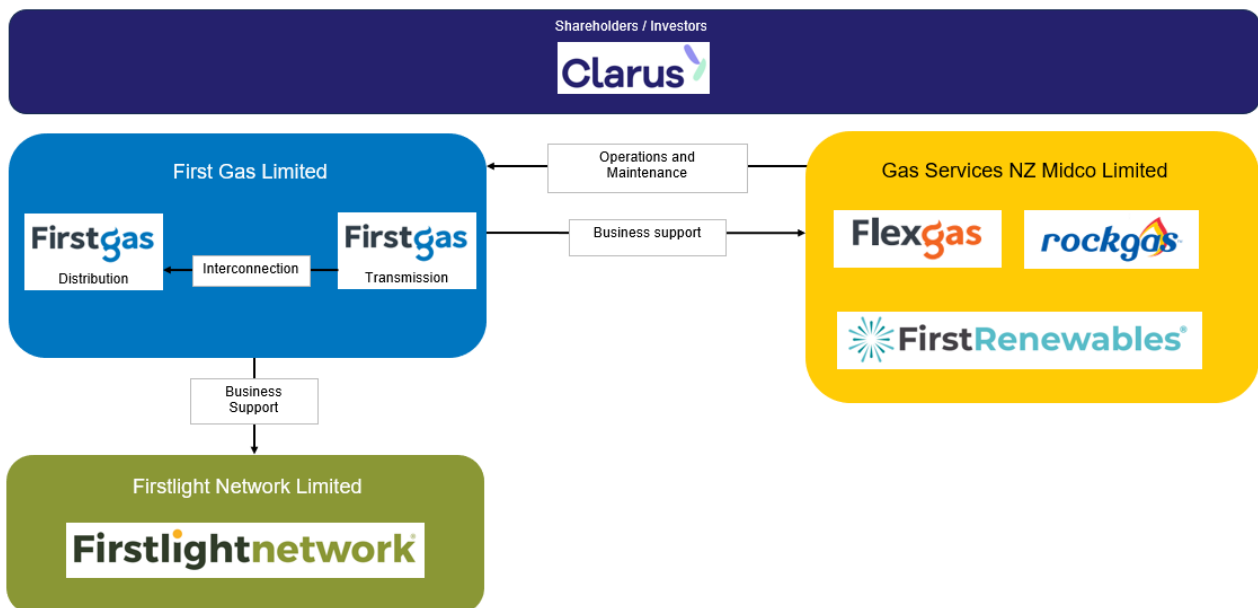 Shareholders / Investors
Clarus
First Gas Limited
Firstgas
Distribution
Interconnection
Firstgas
Transmission
Operations and
Maintenance
Business support
Gas Services NZ Midco Limited
Flexgas
rockgas™
FirstRenewables®
Business
Support
Firstlight Network Limited
Firstlightnetwork®